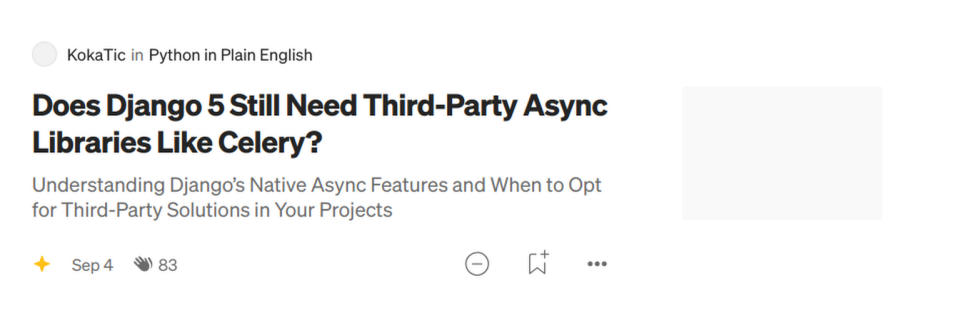 KokaTic in Python in Plain English
Does Django 5 Still Need Third-Party Async
Libraries Like Celery?
Understanding Django’s Native Async Features and When to Opt
for Third-Party Solutions in Your Projects
Sep 4 83